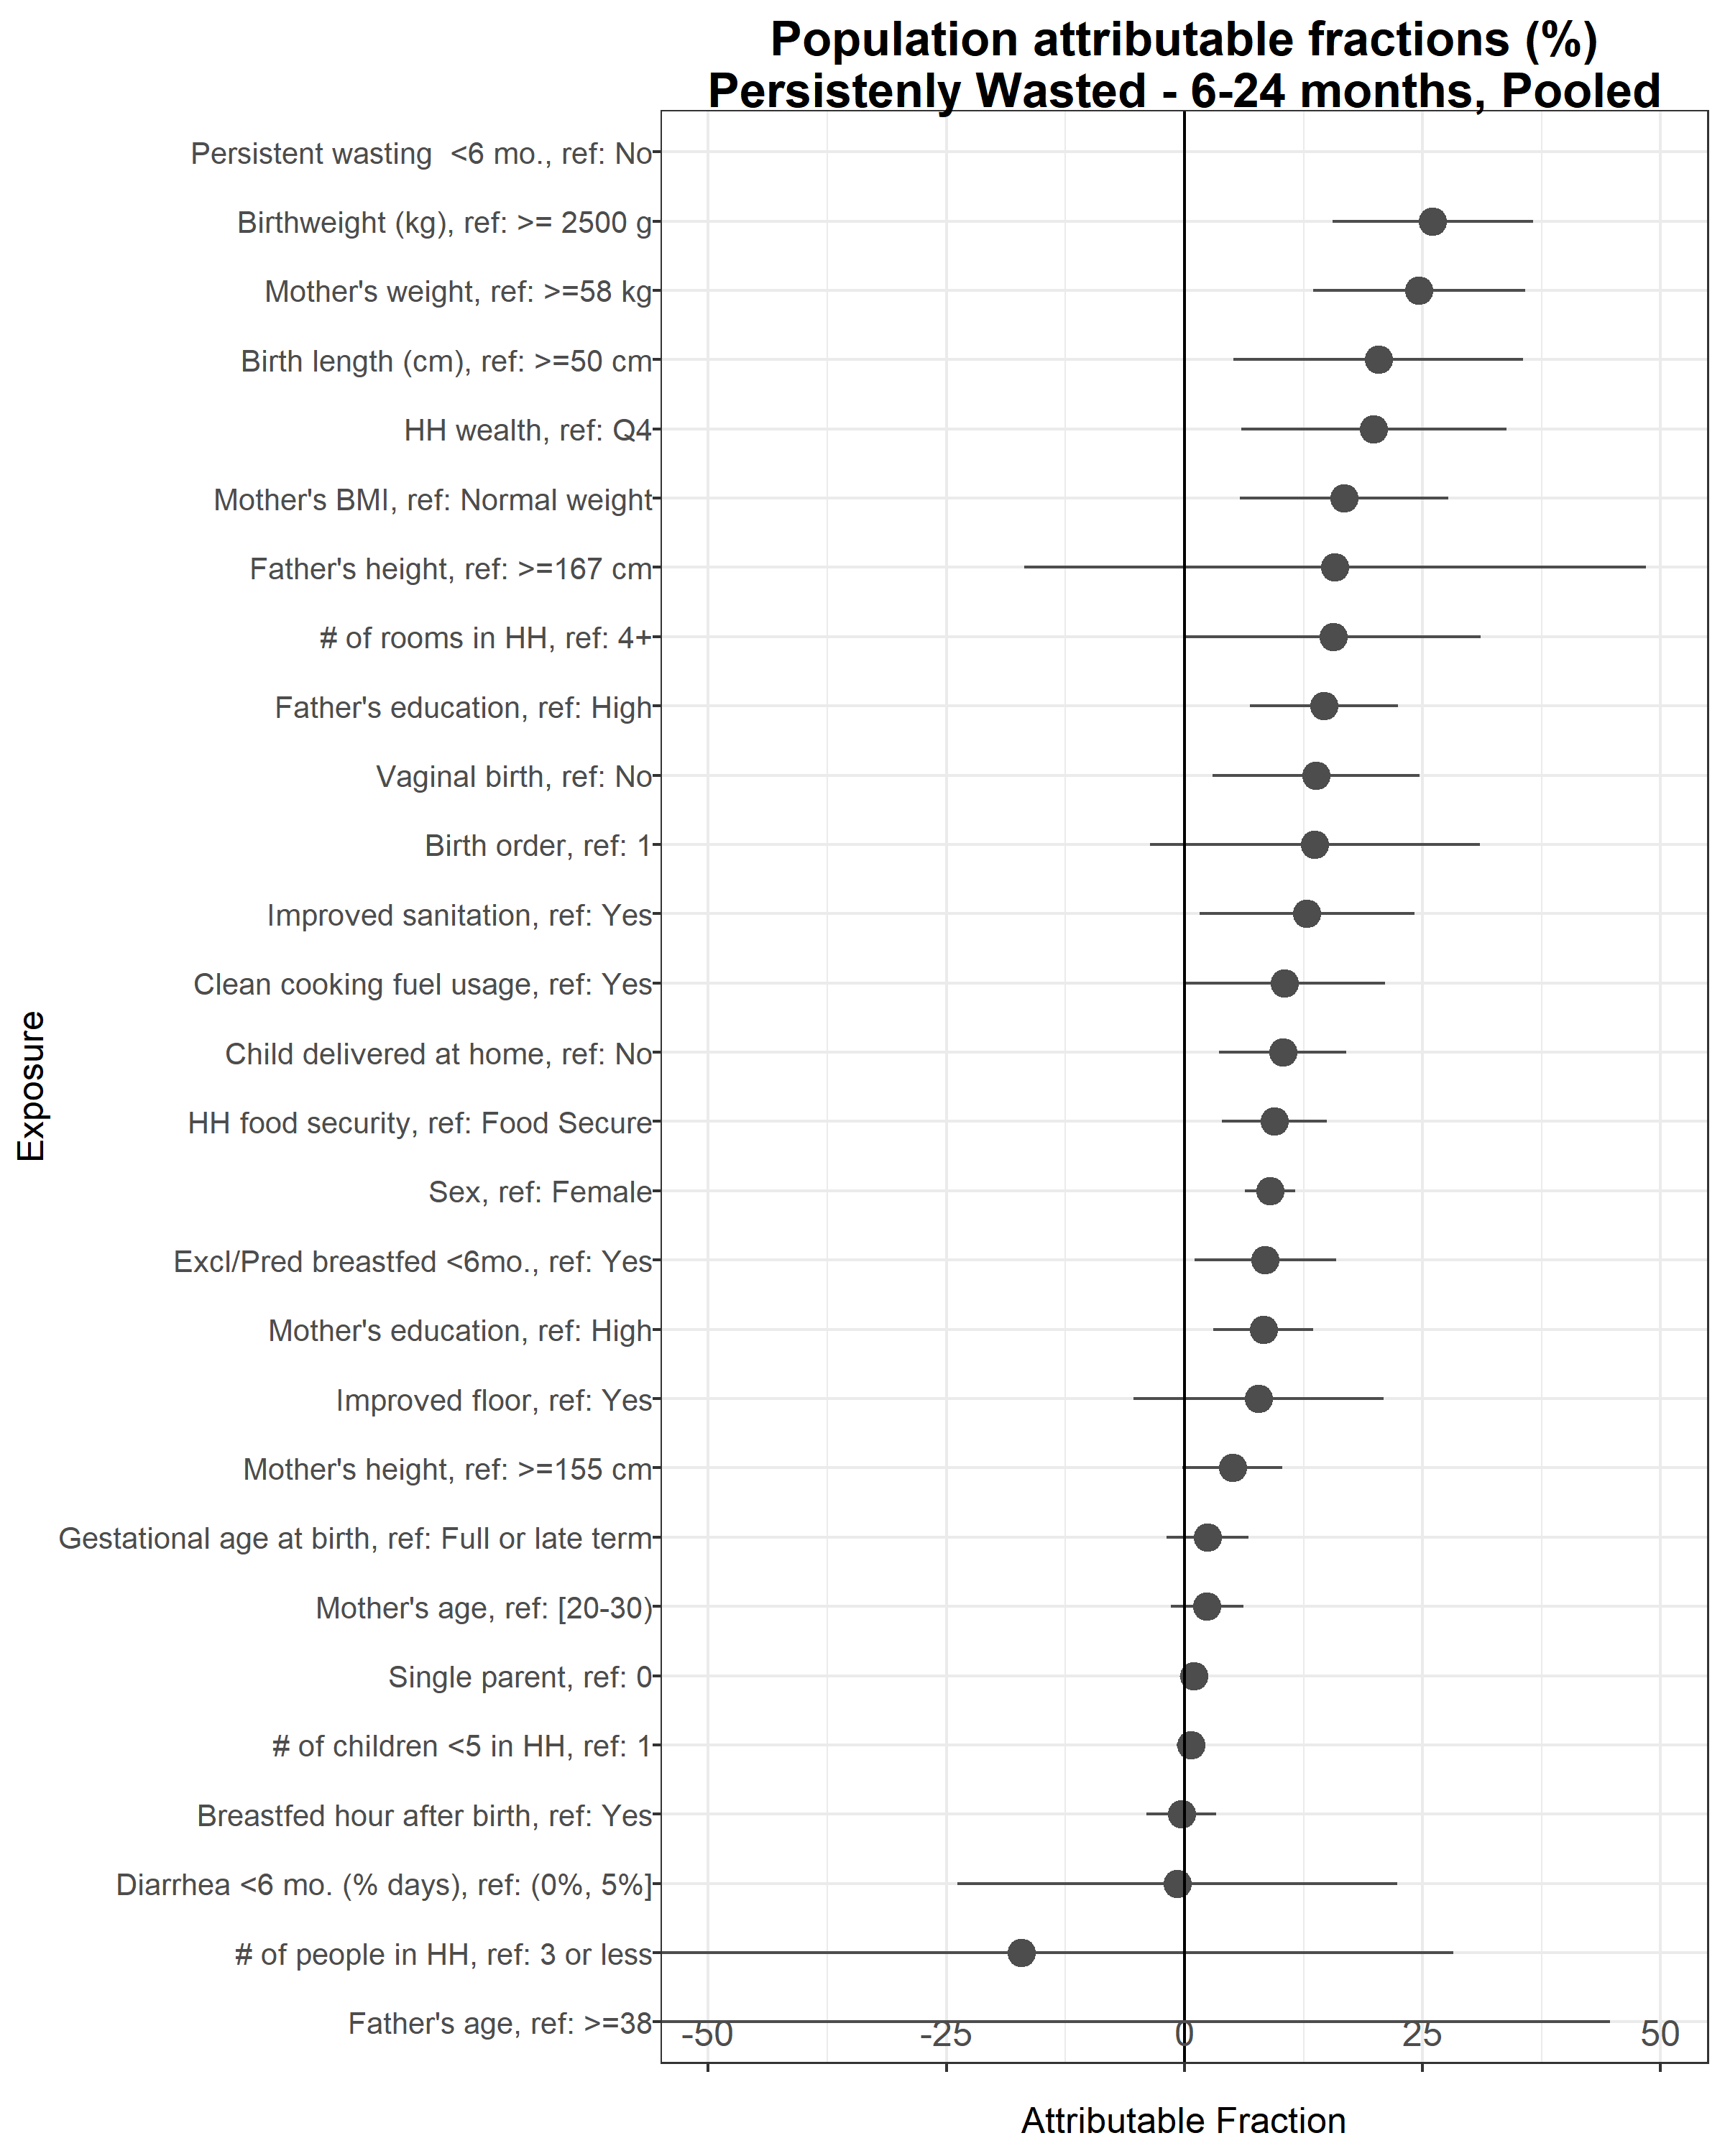 Population attributable fractions (%)
Persistenly Wasted - 6-24 months, Pooled
Persistent wasting  <6 mo., ref: No
Birthweight (kg), ref: >= 2500 g
Mother's weight, ref: >=58 kg
Birth length (cm), ref: >=50 cm
HH wealth, ref: Q4
Mother's BMI, ref: Normal weight
Father's height, ref: >=167 cm
# of rooms in HH, ref: 4+
Father's education, ref: High
Vaginal birth, ref: No
Birth order, ref: 1
Improved sanitation, ref: Yes
Clean cooking fuel usage, ref: Yes
Child delivered at home, ref: No
HH food security, ref: Food Secure
Sex, ref: Female
Excl/Pred breastfed <6mo., ref: Yes
Mother's education, ref: High
Improved floor, ref: Yes
Mother's height, ref: >=155 cm
Gestational age at birth, ref: Full or late term
Mother's age, ref: [20-30)
Single parent, ref: 0
# of children <5 in HH, ref: 1
Breastfed hour after birth, ref: Yes
Diarrhea <6 mo. (% days), ref: (0%, 5%]
# of people in HH, ref: 3 or less
Father's age, ref: >=38
Exposure
-50 -25 0 25 50
Attributable Fraction